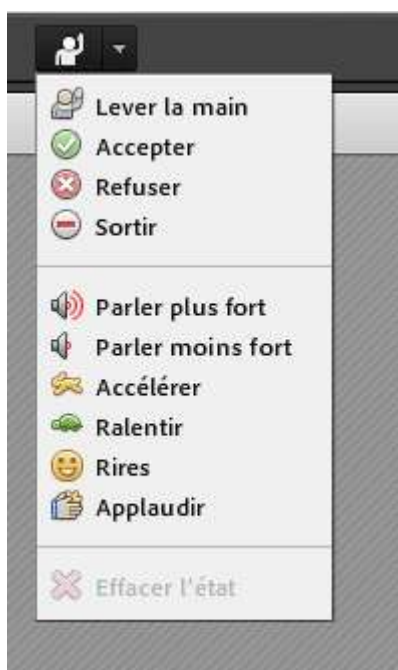 Lever la main
Accepter
Refuser
Sortir
Parler plus fort
Parler moins fort
Accélérer
Ralentir
Rires
Applaudir
Effacer l'état